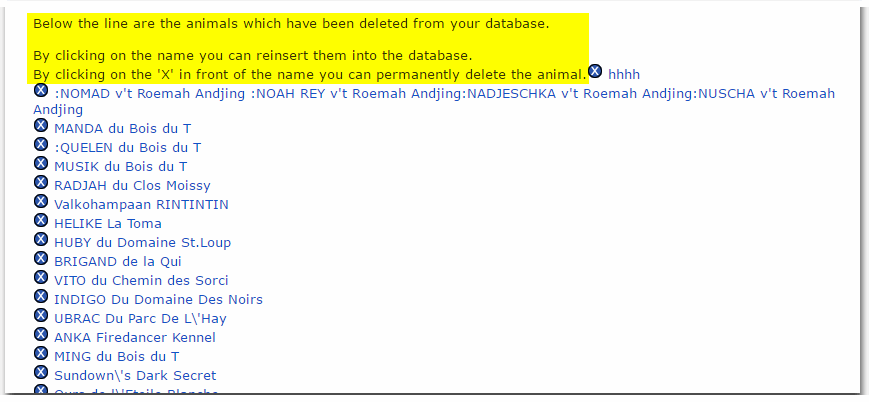 Below the line are the animals which have been deleted from your database.
By clicking on the name you can reinsert them into the database.
By clicking on the 'X' in front of the name you can permanently delete the animal. X hhhh
X :NOMAD v't Roemah Andjing :NOAH REY v't Roemah Andjing:NADJESCHKA v't Roemah Andjing:NUSCHA v't Roemah
Andjing
X MANDA du Bois du T
X :QUELEN du Bois du T
X MUSIK du Bois du T
X RADJAH du Clos Moissy
X Valkohampaan RINTINTIN
X HELIKE La Toma
X HUBY du Domaine St.Loup
X BRIGAND de la Qui
X VITO du Chemin des Sorci
X INDIGO Du Domaine Des Noirs
X UBRAC Du Parc De L\'Hay
X ANKA Firedancer Kennel
X MING du Bois du T
X Sundown\'s Dark Secret